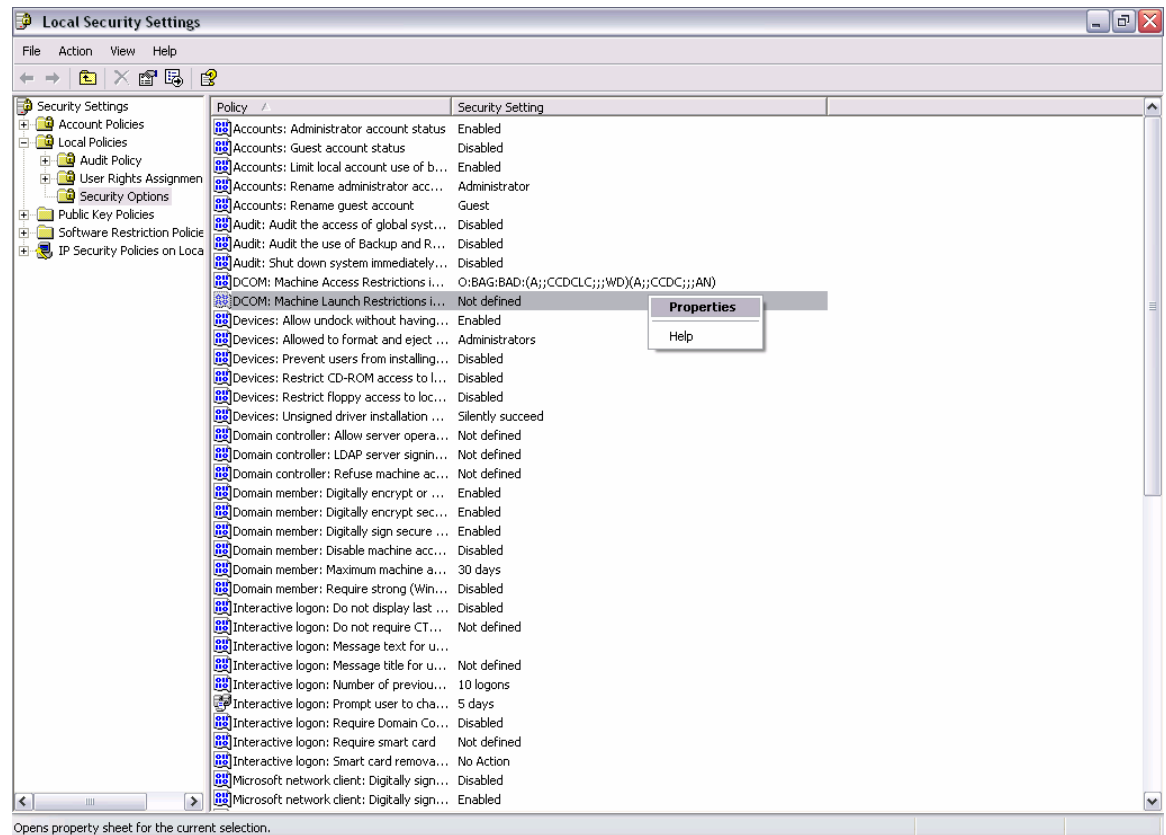 Local Security Settings
File Action View Help
Security Settings
Account Policies
Local Policies
Audit Policy
User Rights Assignmen
Security Options
Public Key Policies
Software Restriction Policie
IP Security Policies on Loca
Policy Security Setting
Accounts: Administrator account status Enabled
Accounts: Guest account status Disabled
Accounts: Limit local account use of b... Enabled
Accounts: Rename administrator acc... Administrator
Accounts: Rename guest account Guest
Audit: Audit the access of global syst... Disabled
Audit: Audit the use of Backup and R... Disabled
Audit: Shut down system immediately... Disabled
DCOM: Machine Access Restrictions i... O:BAG:BAD:(A;;CCDCLC;;;WD)(A;;CCDC;;;AN)
DCOM: Machine Launch Restrictions i... Not defined
Properties
Help
Devices: Allow undock without having... Enabled
Devices: Allowed to format and eject ... Administrators
Devices: Prevent users from installing... Disabled
Devices: Restrict CD-ROM access to l... Disabled
Devices: Restrict floppy access to loc... Disabled
Devices: Unsigned driver installation ... Silently succeed
Domain controller: Allow server opera... Not defined
Domain controller: LDAP server signin... Not defined
Domain controller: Refuse machine ac... Not defined
Domain member: Digitally encrypt or ... Enabled
Domain member: Digitally encrypt sec... Enabled
Domain member: Digitally sign secure ... Enabled
Domain member: Disable machine acc... Disabled
Domain member: Maximum machine a... 30 days
Domain member: Require strong (Win... Disabled
Interactive logon: Do not display last ... Disabled
Interactive logon: Do not require CT... Not defined
Interactive logon: Message text for u...
Interactive logon: Message title for u... Not defined
Interactive logon: Number of previou... 10 logons
Interactive logon: Prompt user to cha... 5 days
Interactive logon: Require Domain Co... Disabled
Interactive logon: Require smart card Not defined
Interactive logon: Smart card remova... No Action
Microsoft network client: Digitally sign... Disabled
Microsoft network client: Digitally sign... Enabled
Opens property sheet for the current selection.